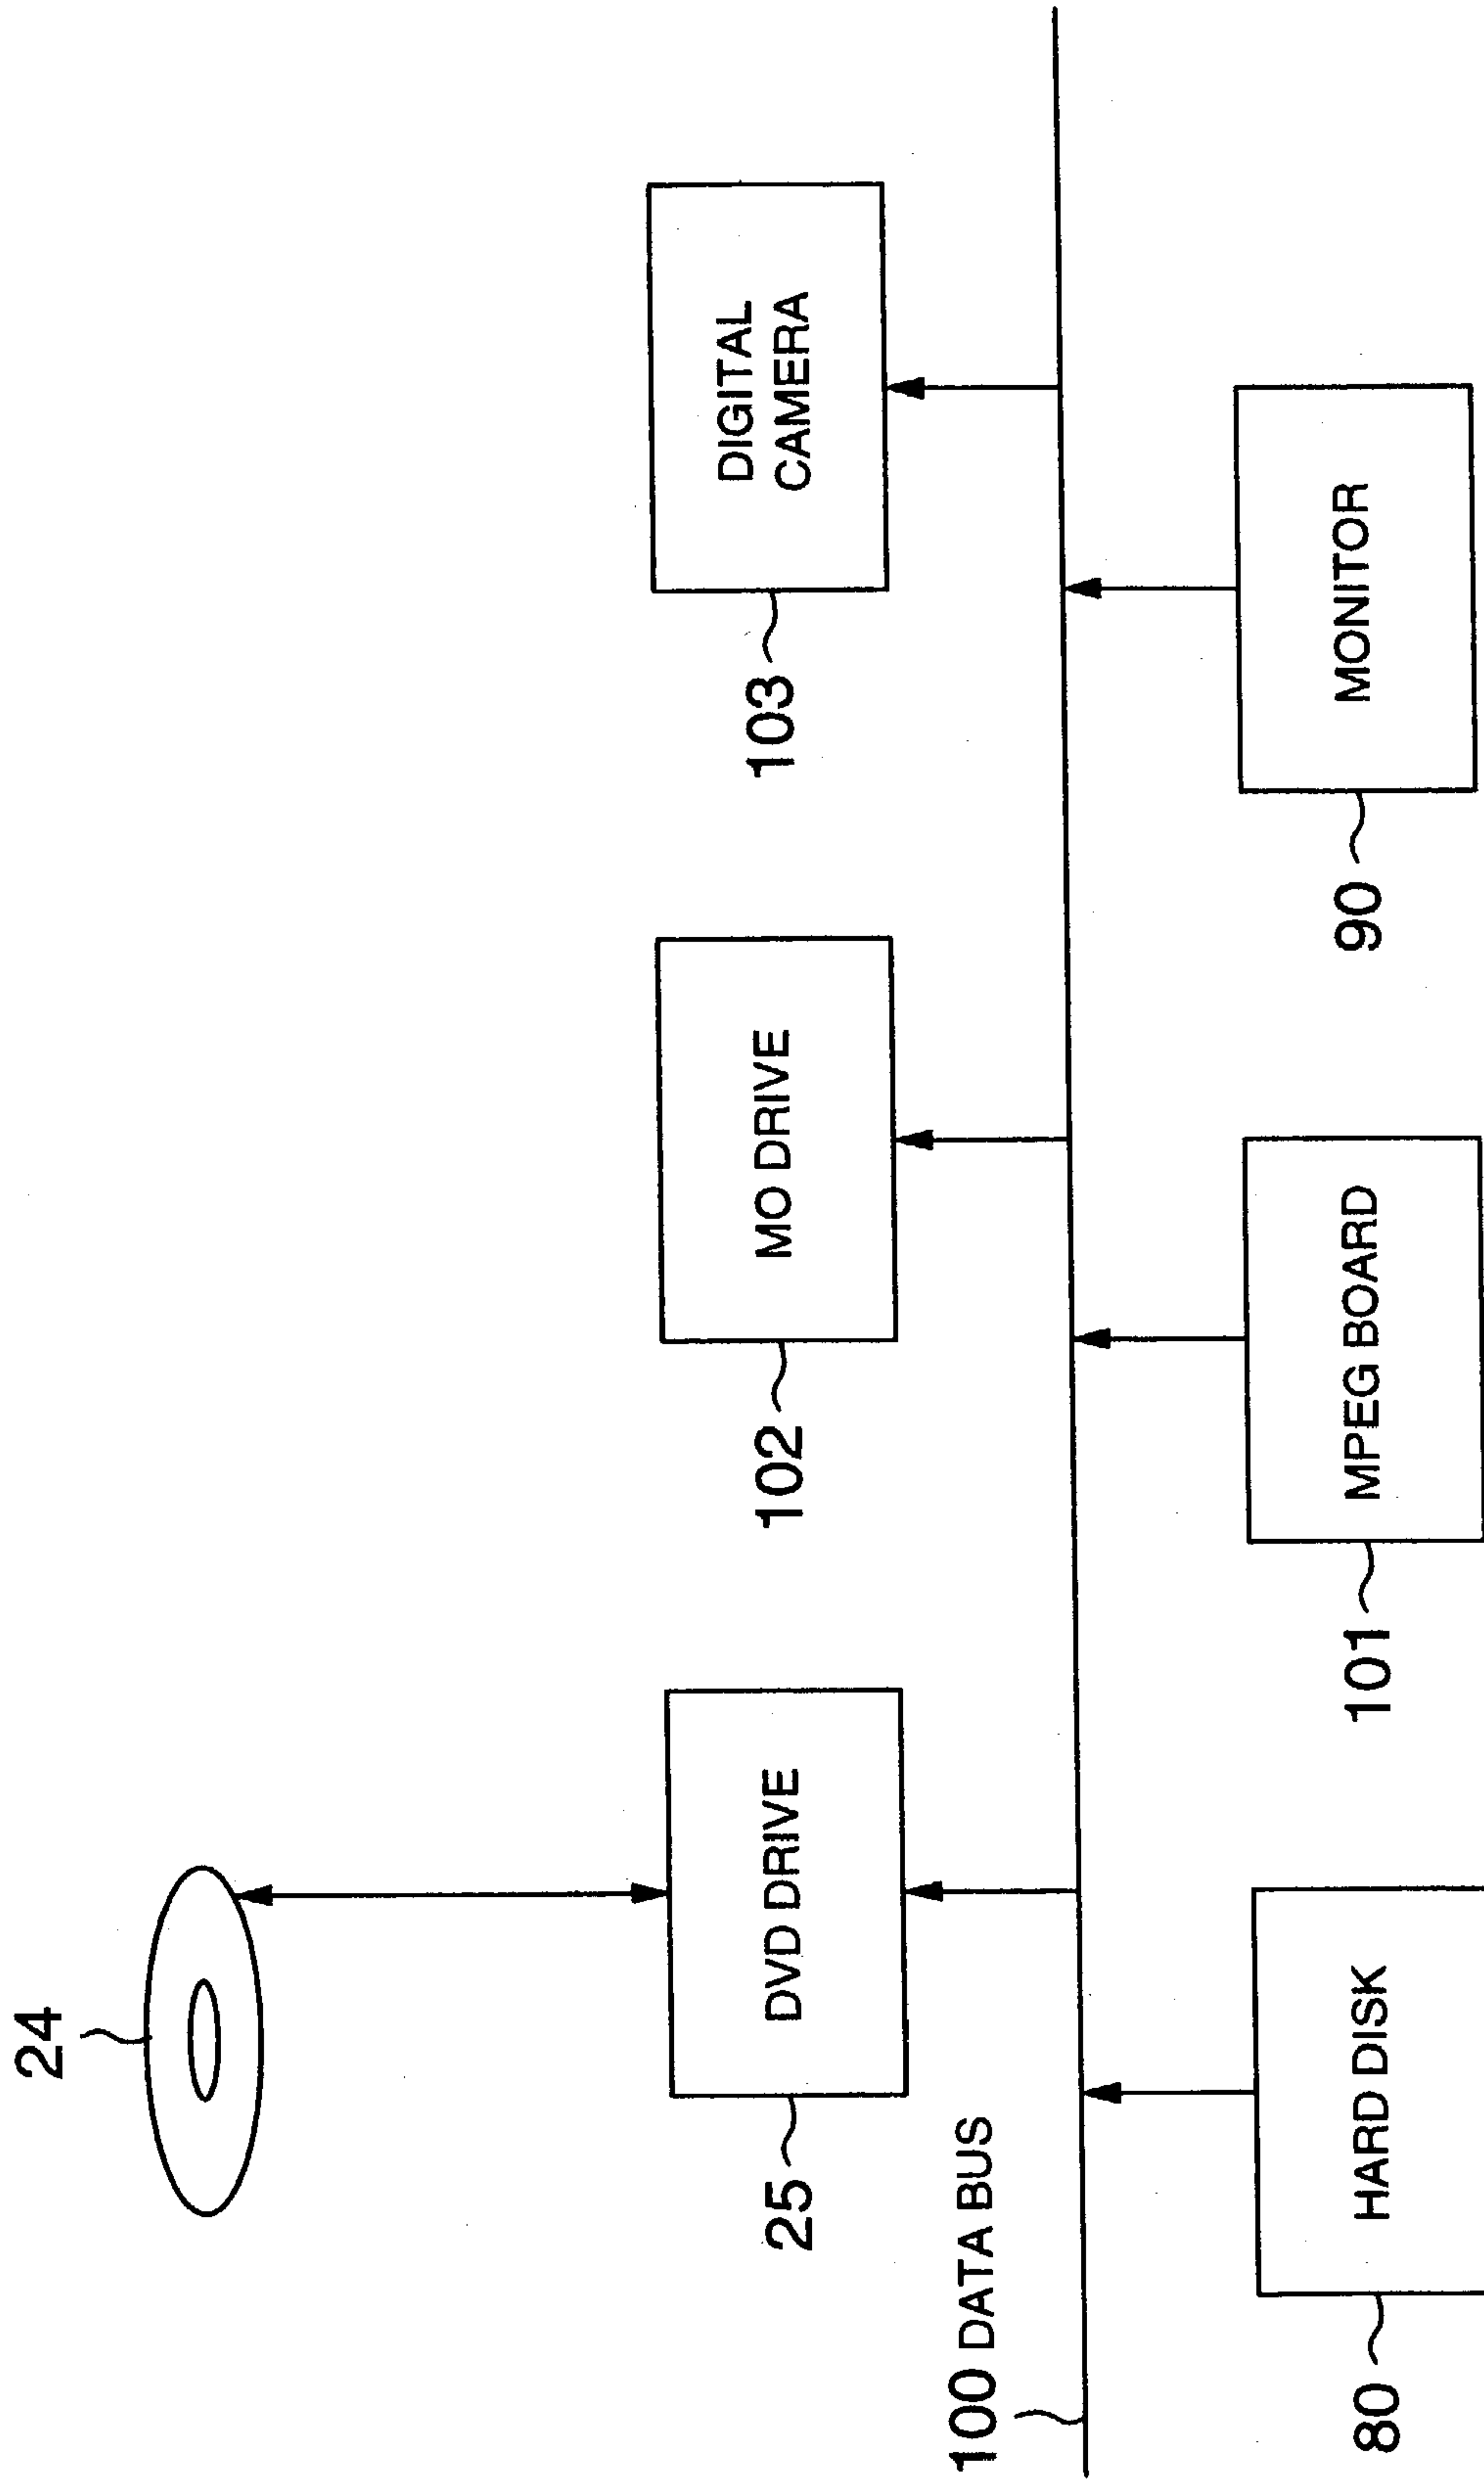 24
25
DVD DRIVE
102
MO DRIVE
103
DIGITAL
CAMERA
100 DATA BUS
80
HARD DISK
101
MPEG BOARD
90
MONITOR